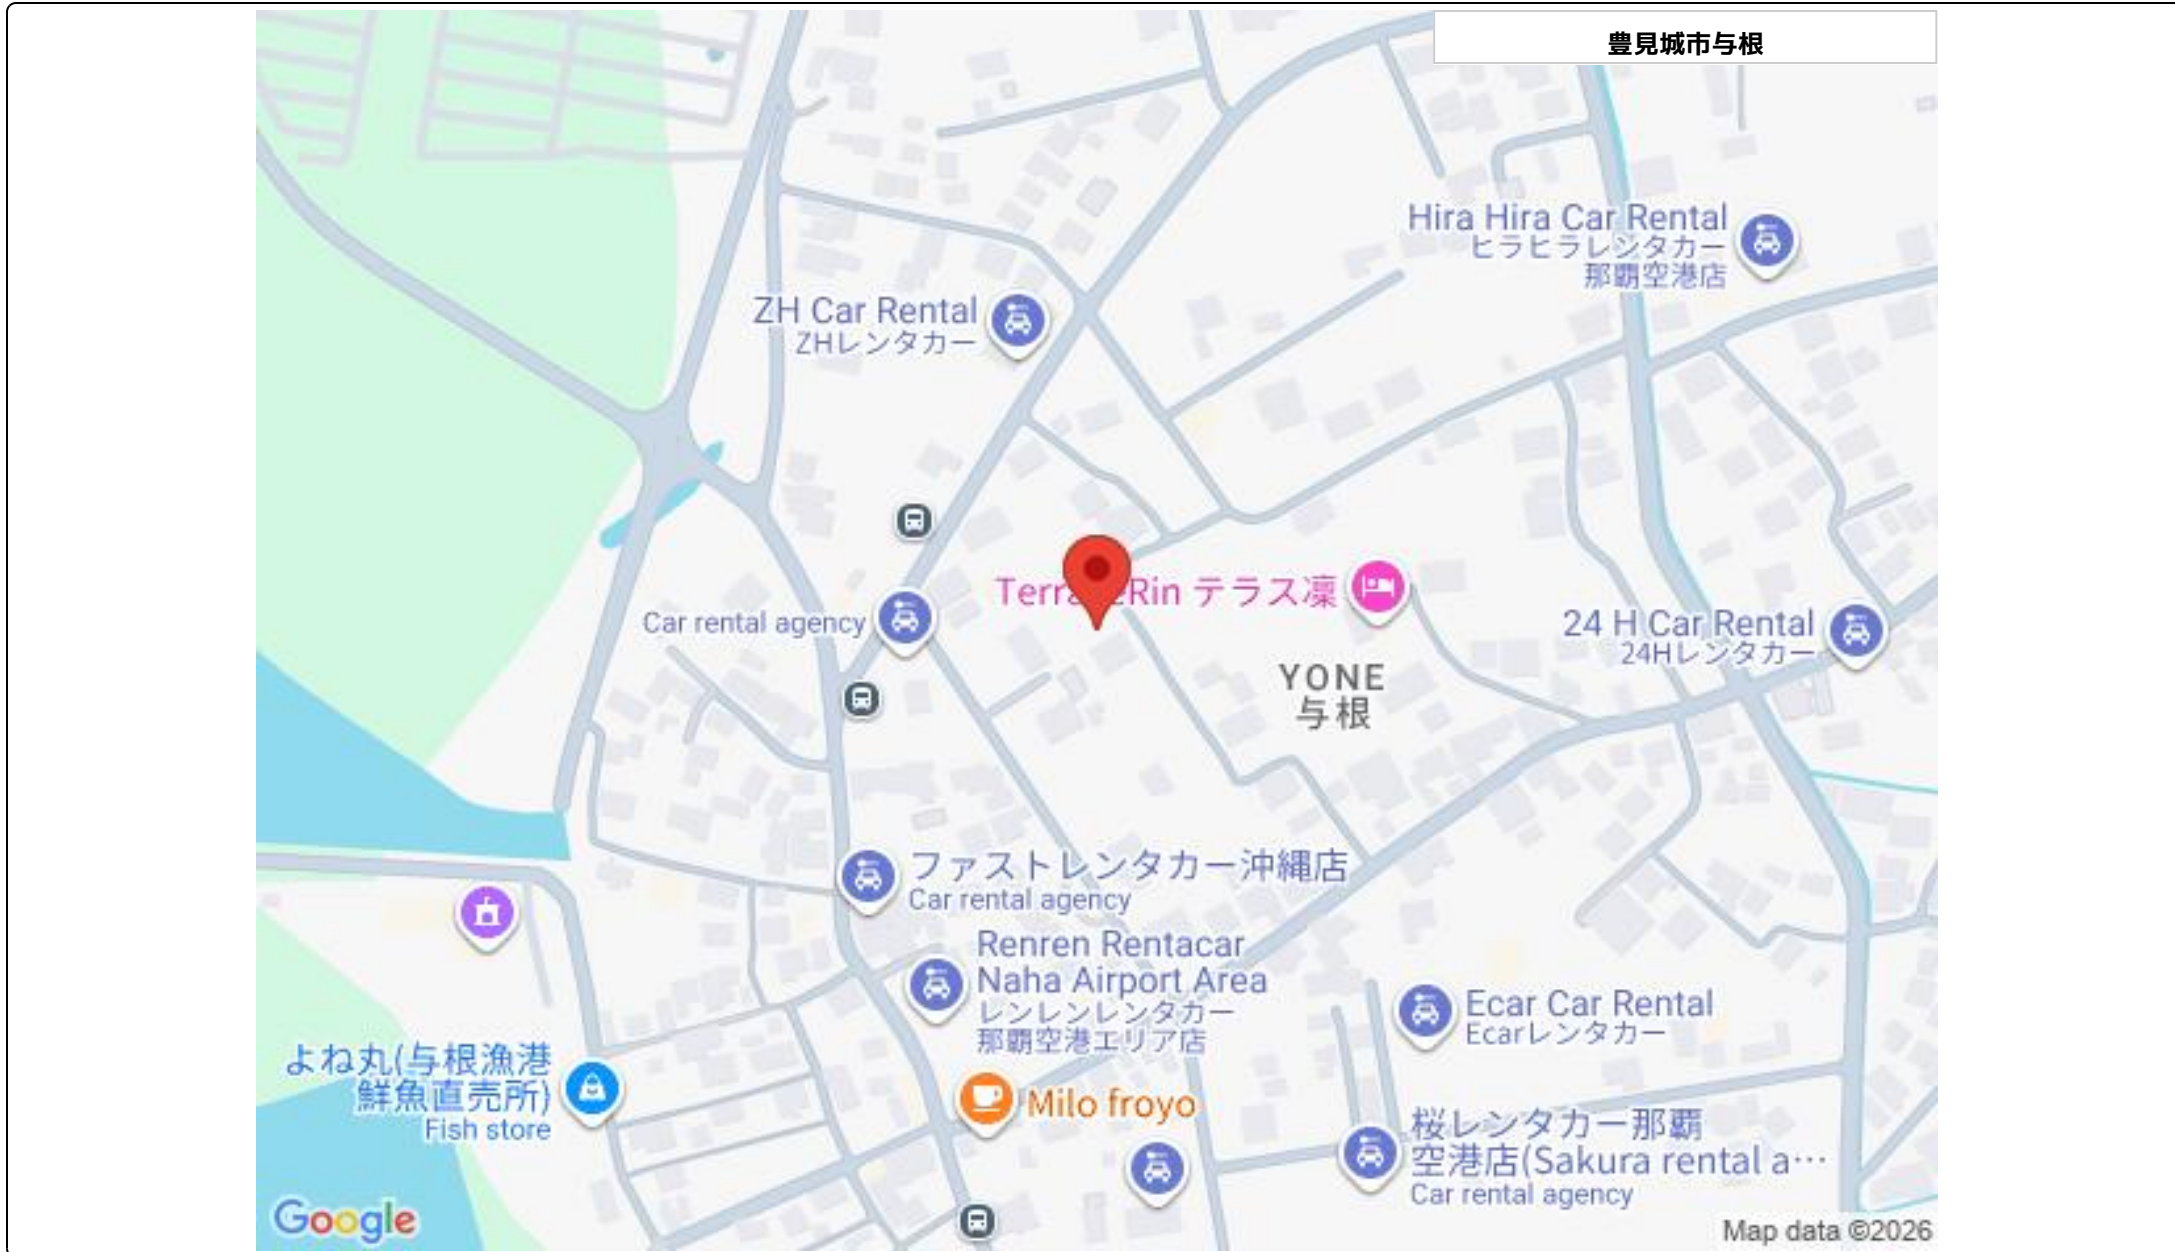 豊見城市与根
Hira Hira Car Rental
ヒラヒラレンタカー
那覇空港店
ZH Car Rental
ZHレンタカー
Terra eRin テラス凜
Car rental agency
24 H Car Rental
24Hレンタカー
YONE
与根
ファストレンタカー沖縄店
Car rental agency
Renren Rentacar
Naha Airport Area
レンレンレンタカー
那覇空港エリア店
Ecar Car Rental
Ecarレンタカー
よね丸(与根漁港
鮮魚直売所)
Fish store
Milo froyo
桜レンタカー那覇
空港店(Sakura rental a…
Car rental agency
Google
Map data ©2026